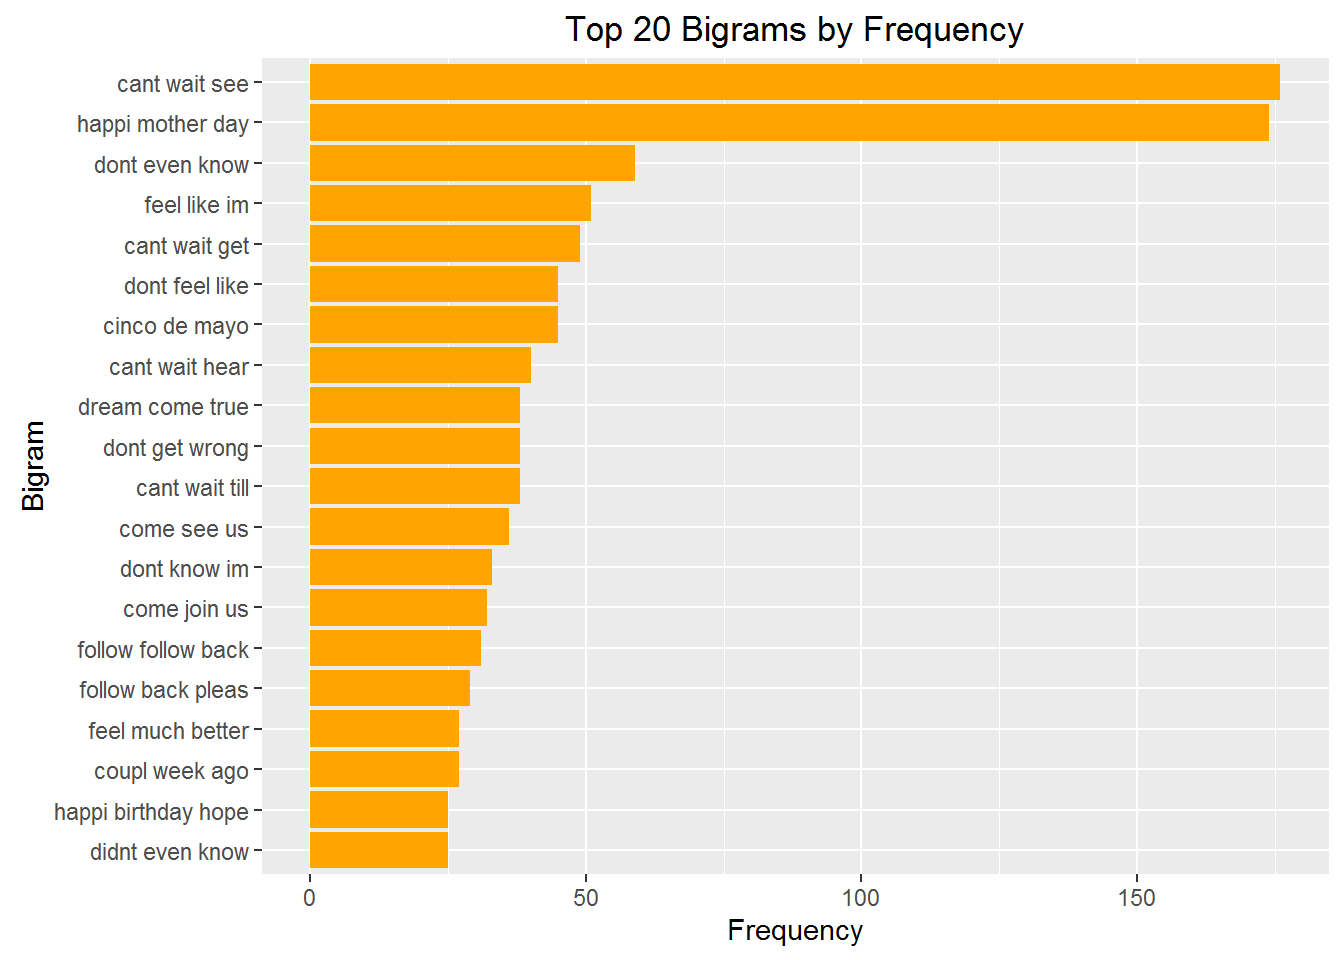 Top 20 Bigrams by Frequency
cant wait see
happi mother day
dont even know
feel like im
cant wait get
dont feel like
cinco de mayo
cant wait hear
dream come true
dont get wrong
cant wait till
come see us
dont know im
come join us
follow follow back
follow back pleas
feel much better
coupl week ago
happi birthday hope
didnt even know
Bigram
0 50 100 150
Frequency